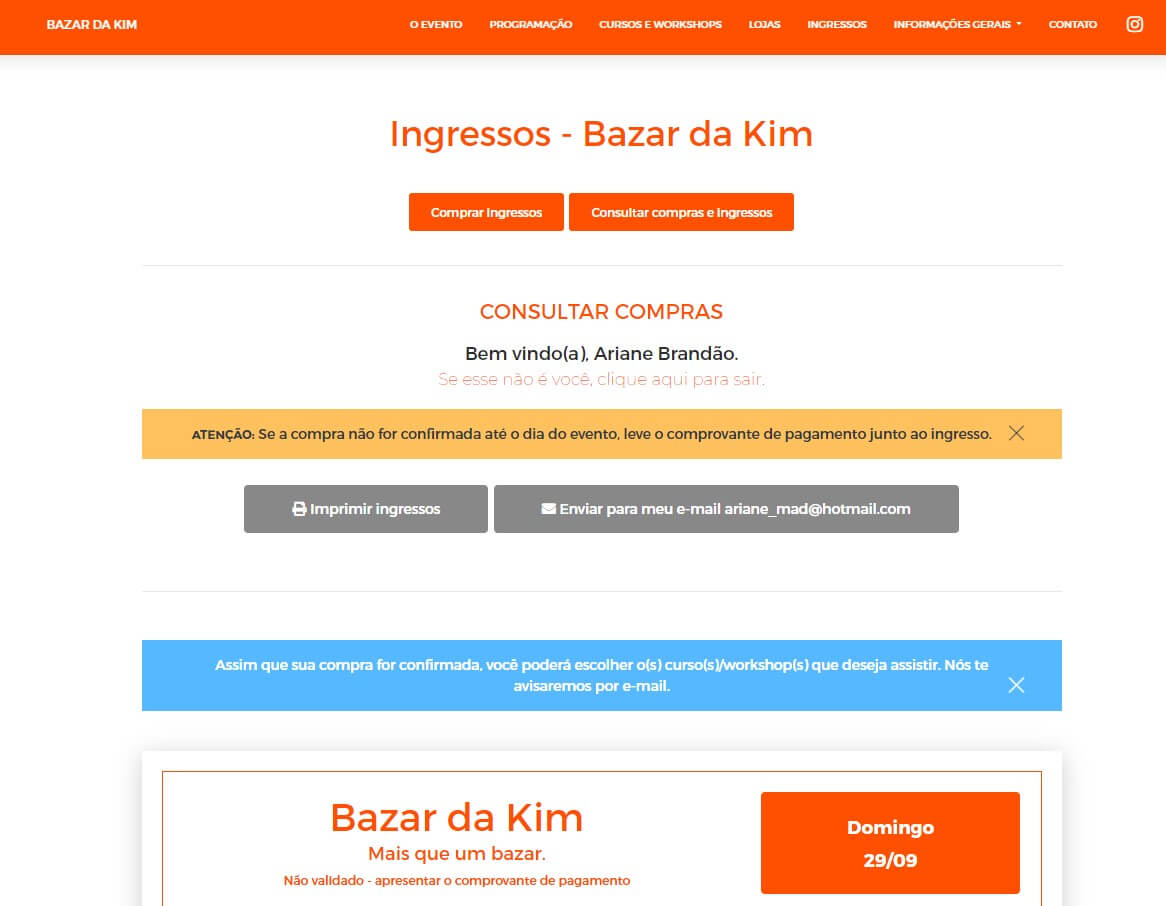 BAZAR DA KIM
O EVENTO
PROGRAMAÇÃO
CURSOS E WORKSHOPS
LOJAS
INGRESSOS
INFORMAÇÕES GERAIS
CONTATO
Ingressos - Bazar da Kim
Comprar Ingressos
Consultar compras e Ingressos
CONSULTAR COMPRAS
Bem vindo(a), Ariane Brandão.
Se esse não é você, clique aqui para sair.
ATENÇÃO: Se a compra não for confirmada até o dia do evento, leve o comprovante de pagamento junto ao ingresso.
Imprimir ingressos
Enviar para meu e-mail ariane_mad@hotmail.com
Assim que sua compra for confirmada, você poderá escolher o(s) curso(s)/workshop(s) que deseja assistir. Nós te
avisaremos por e-mail.
Bazar da Kim
Mais que um bazar.
Não validado - apresentar o comprovante de pagamento
Domingo
29/09